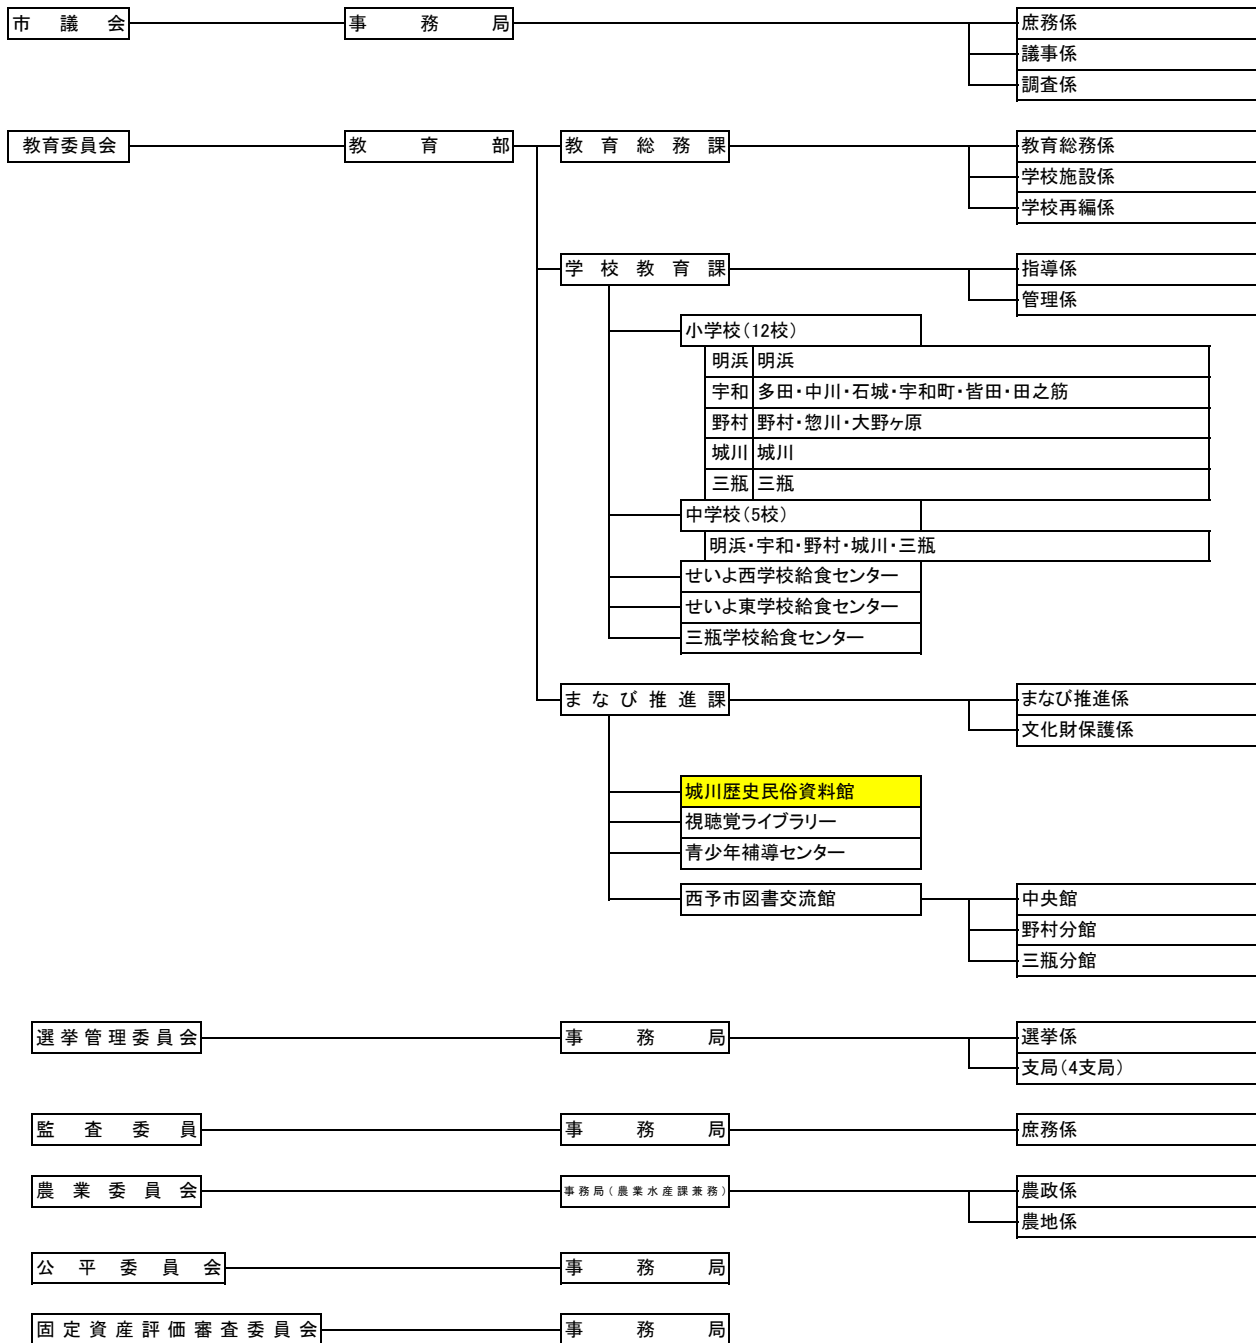 市議会 事務局 庶務係
議事係
調査係
教育委員会 教育部 教育総務課 教育総務係
学校施設係
学校再編係
学校教育課 指導係
管理係
小学校（12校）
明浜 明浜
宇和 多田・中川・石城・宇和町・皆田・田之筋
野村 野村・惣川・大野ヶ原
城川 城川
三瓶 三瓶
中学校（5校）
明浜・宇和・野村・城川・三瓶
せいよ西学校給食センター
せいよ東学校給食センター
三瓶学校給食センター
まなび推進課 まなび推進係
文化財保護係
城川歴史民俗資料館
視聴覚ライブラリー
青少年補導センター
西予市図書交流館 中央館
野村分館
三瓶分館
選挙管理委員会 事務局 選挙係
支局（4支局）
監査委員 事務局 庶務係
農業委員会 事務局（農業水産課兼務） 農政係
農地係
公平委員会 事務局
固定資産評価審査委員会 事務局